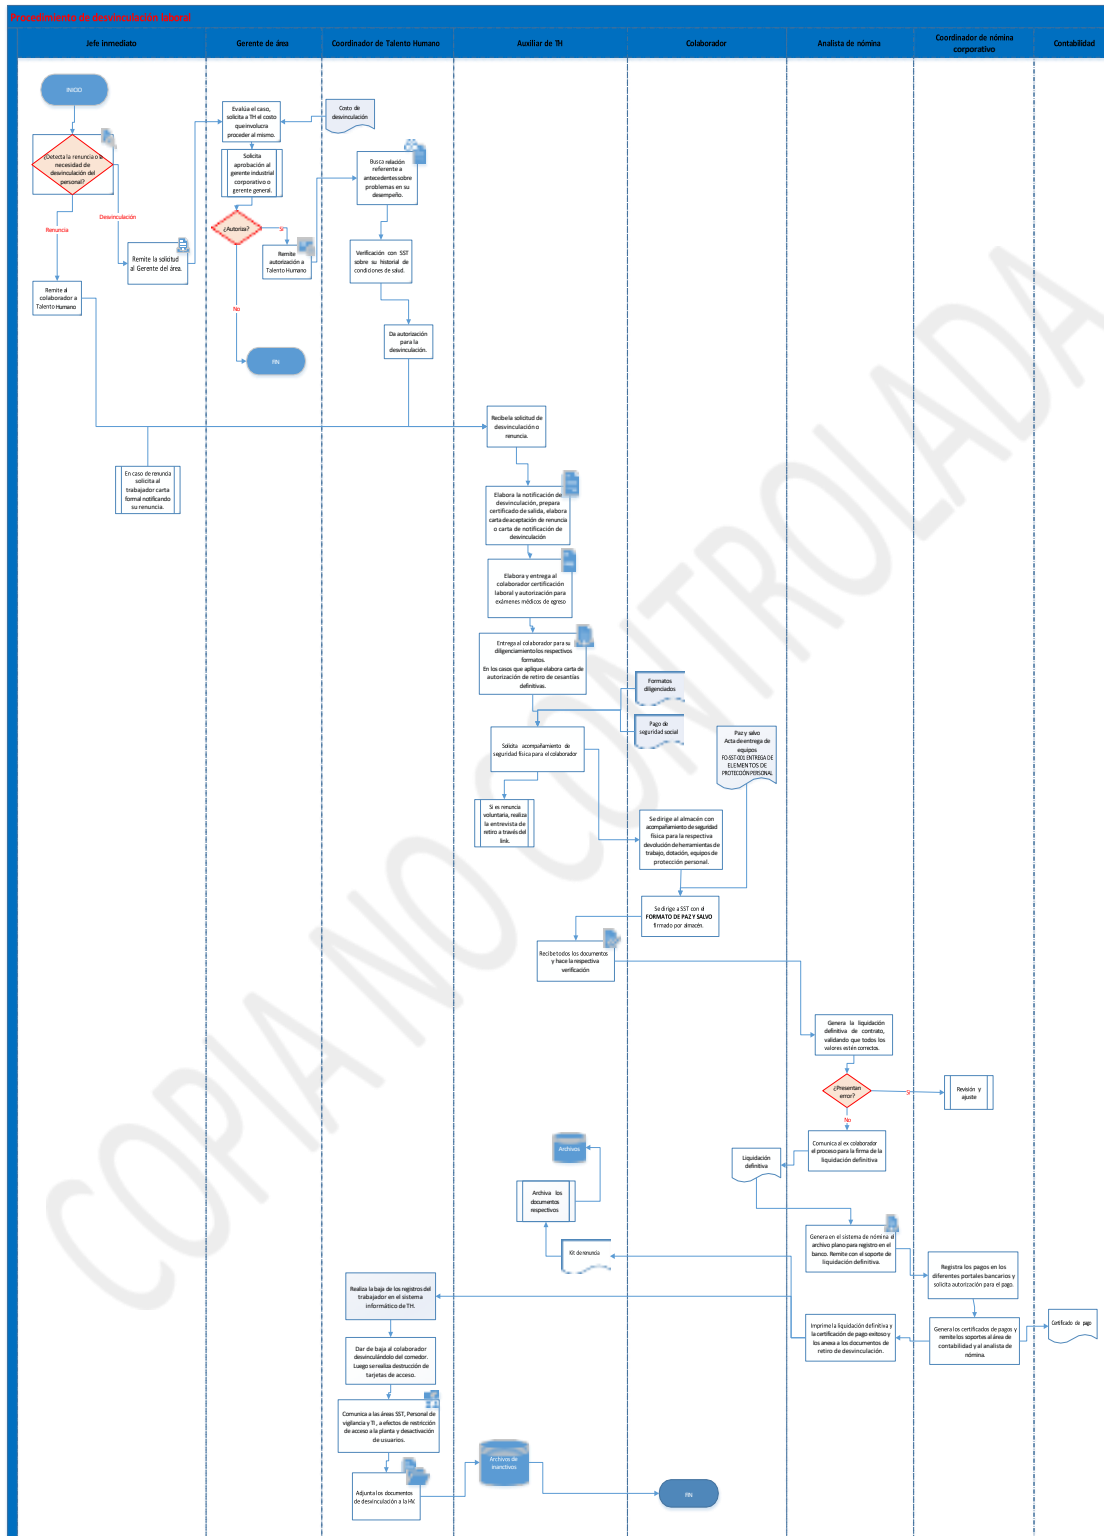 Procedimiento de desvinculación laboral
Jefe inmediato
Gerente de área
Coordinador de Talento Humano
Auxiliar de TH
Colaborador
Analista de nómina
Coordinador de nómina
corporativo
Contabilidad
INICIO
¿Detecta la renuncia o la
necesidad de
desvinculación del
personal?
Renuncia
Desvinculación
Remite la solicitud
al Gerente del área.
Remite al
colaborador a
Talento Humano
En caso de renuncia
solicita al
trabajador carta
formal notificando
su renuncia.
Evalúa el caso,
solicita a TH el costo
que involucra
proceder al mismo.
Costo de
desvinculación
Solicita
aprobación al
gerente industrial
corporativo o
gerente general.
¿Autoriza?
Si
No
Remite
autorización a
Talento Humano
FIN
Busca relación
referente a
antecedentes sobre
problemas en su
desempeño.
Verificación con SST
sobre su historial de
condiciones de salud.
Da autorización
para la
desvinculación.
Recibe la solicitud de
desvinculación o
renuncia.
Elabora la notificación de
desvinculación, prepara
certificado de salida, elabora
carta de aceptación de renuncia
o carta de notificación de
desvinculación
Elabora y entrega al
colaborador certificación
laboral y autorización para
exámenes médicos de egreso
Entrega al colaborador para su
diligenciamiento los respectivos
formatos.
En los casos que aplique elabora carta de
autorización de retiro de cesantías
definitivas.
Formatos
diligenciados
Pago de
seguridad social
Solicita acompañamiento de
seguridad física para el colaborador
Si es renuncia
voluntaria, realiza
la entrevista de
retiro a través del
link.
Paz y salvo
Acta de entrega de
equipos
FO-SST-001 ENTREGA DE
ELEMENTOS DE
PROTECCIÓN PERSONAL
Se dirige al almacén con
acompañamiento de seguridad
física para la respectiva
devolución de herramientas de
trabajo, dotación, equipos de
protección personal.
Se dirige a SST con el
FORMATO DE PAZ Y SALVO
firmado por almacén.
Recibe todos los documentos
y hace la respectiva
verificación
Genera la liquidación
definitiva de contrato,
validando que todos los
valores estén correctos.
¿Presentan
error?
Si
No
Revisión y
ajuste
Comunica al ex colaborador
el proceso para la firma de la
liquidación definitiva
Liquidación
definitiva
Archivos
Archiva los
documentos
respectivos
Kit de renuncia
Genera en el sistema de nómina el
archivo plano para registro en el
banco. Remite con el soporte de
liquidación definitiva.
Registra los pagos en los
diferentes portales bancarios y
solicita autorización para el pago.
Genera los certificados de pagos y
remite los soportes al área de
contabilidad y al analista de
nómina.
Certificado de pago
Imprime la liquidación definitiva y
la certificación de pago exitoso y
los anexa a los documentos de
retiro de desvinculación.
Realiza la baja de los registros del
trabajador en el sistema
informático de TH.
Dar de baja al colaborador
desvinculándolo del comedor.
Luego se realiza destrucción de
tarjetas de acceso.
Comunica a las áreas SST, Personal de
vigilancia y TI, a efectos de restricción
de acceso a la planta y desactivación
de usuarios.
Adjunta los documentos
de desvinculación a la HV.
Archivos de
inactivos
FIN
COPIA NO CONTROLADA